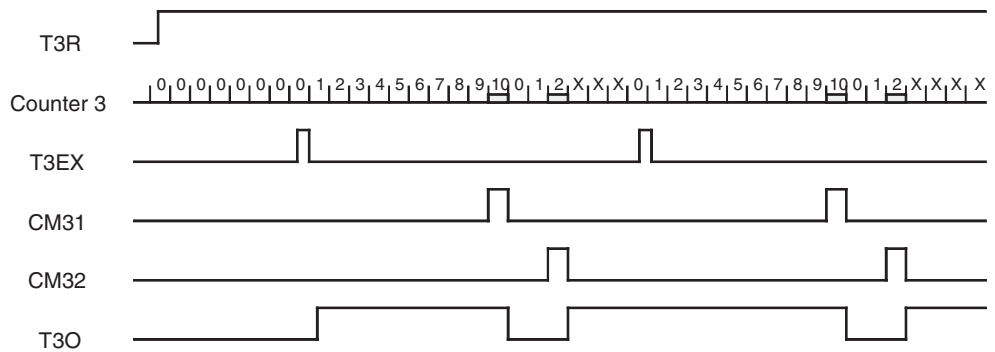 T3R
Counter 3 0 0 0 0 0 0 0 0 1 2 3 4 5 6 7 8 9 10 0 1 2 X X X 0 1 2 3 4 5 6 7 8 9 10 0 1 2 X X X X
T3EX
CM31
CM32
T3O